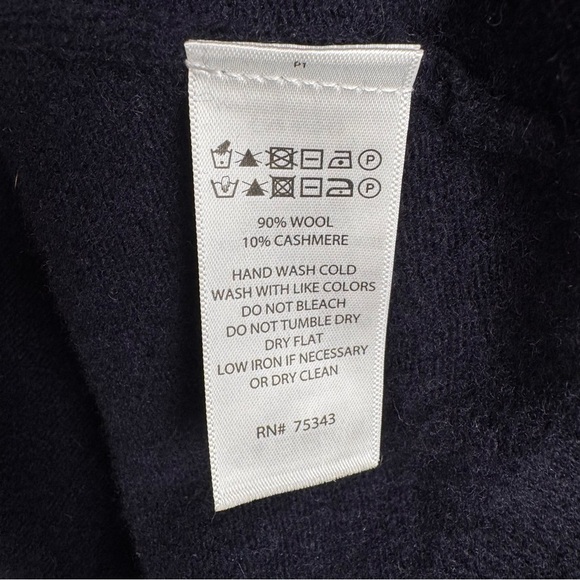 P1
P
P
90% WOOL
10% CASHMERE
HAND WASH COLD
WASH WITH LIKE COLORS
DO NOT BLEACH
DO NOT TUMBLE DRY
DRY FLAT
LOW IRON IF NECESSARY
OR DRY CLEAN
RN# 75343